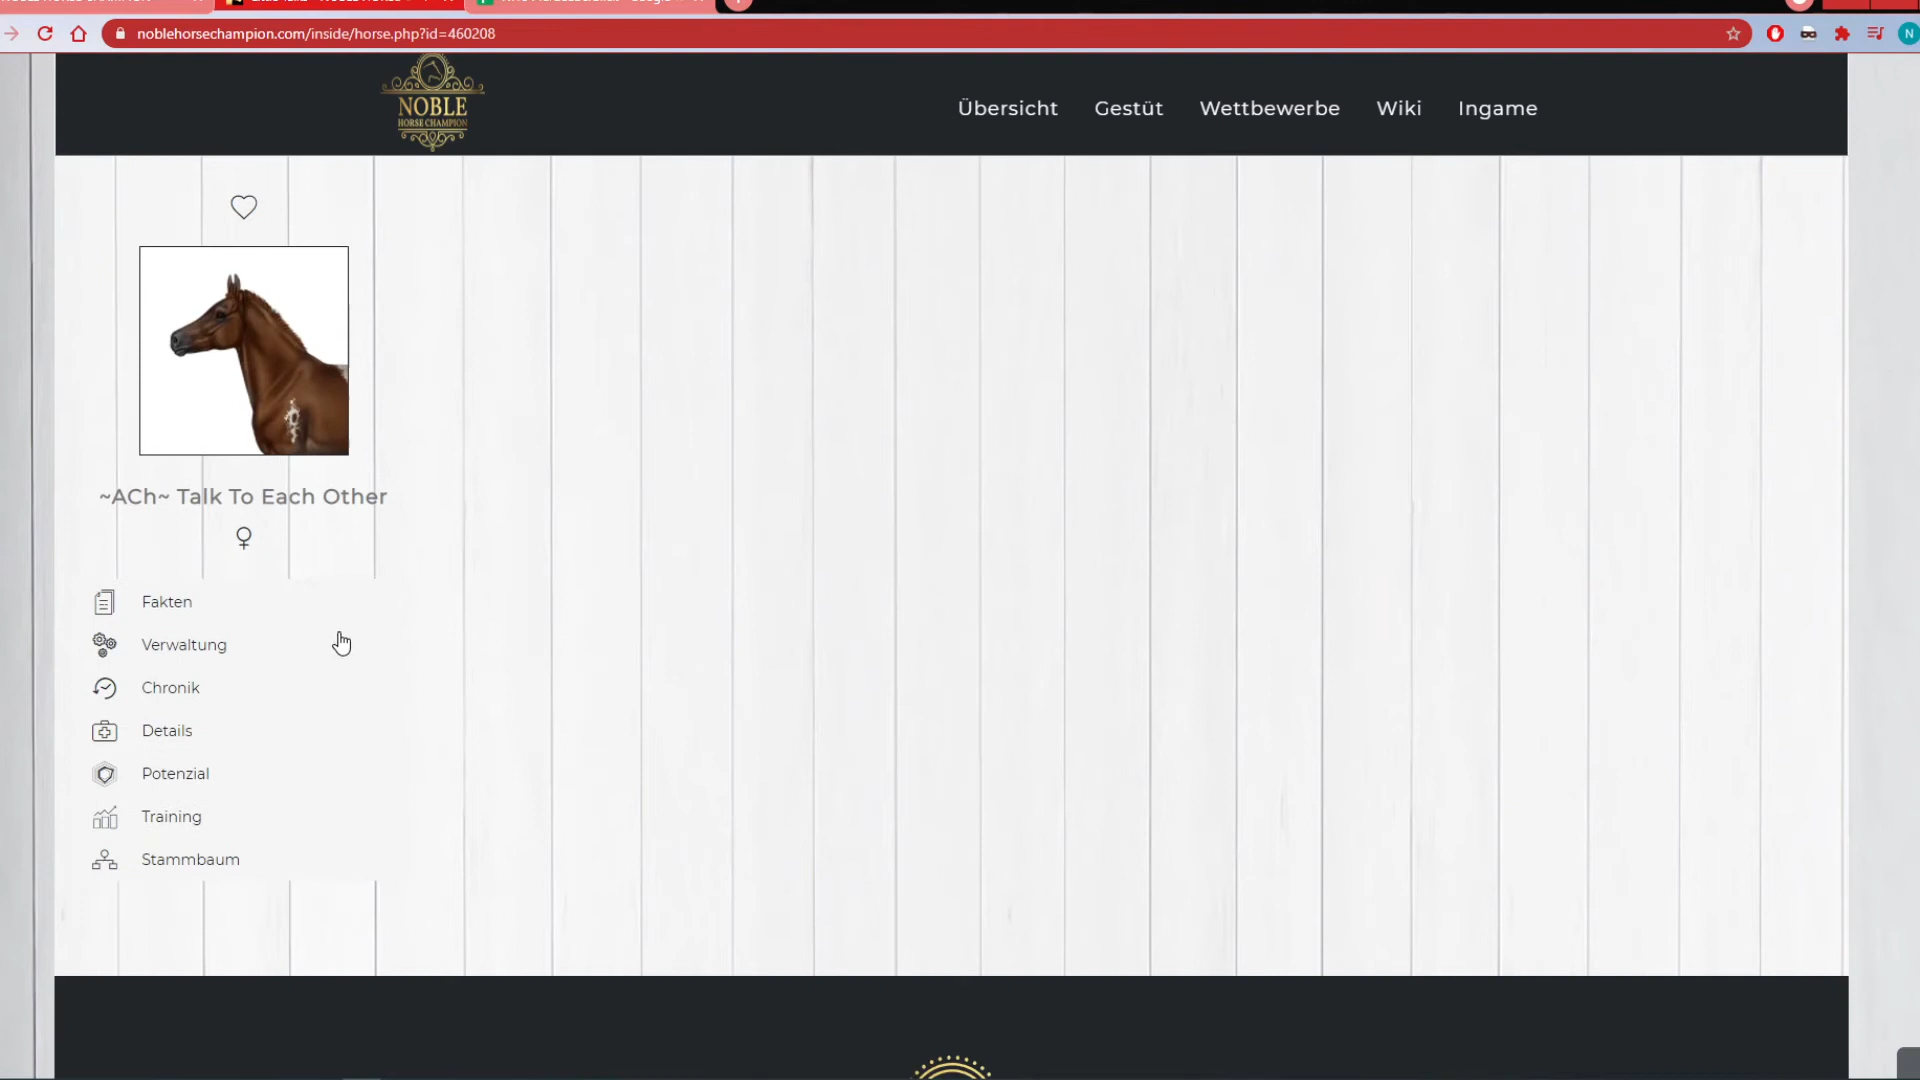 noblehorsechampion.com/inside/horse.php?id=460208
N
NOBLE
HORSE CHAMPION
Übersicht
Gestüt
Wettbewerbe
Wiki
Ingame
~ACh~ Talk To Each Other
Fakten
Verwaltung
Chronik
Details
Potenzial
Training
Stammbaum